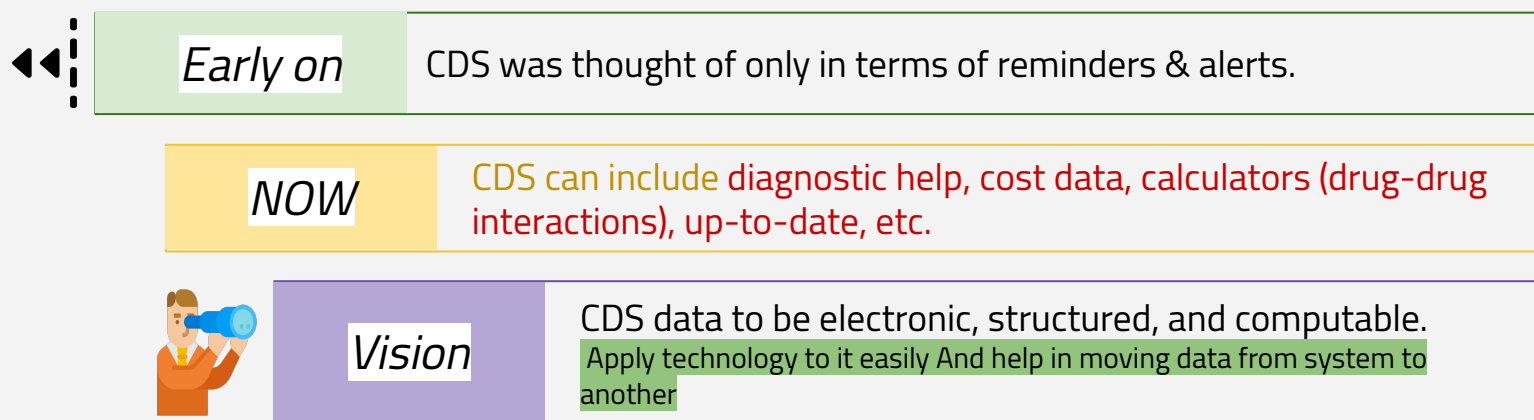 Early on
CDS was thought of only in terms of reminders & alerts.
NOW
CDS can include diagnostic help, cost data, calculators (drug-drug
interactions), up-to-date, etc.
Vision
CDS data to be electronic, structured, and computable.
Apply technology to it easily And help in moving data from system to
another